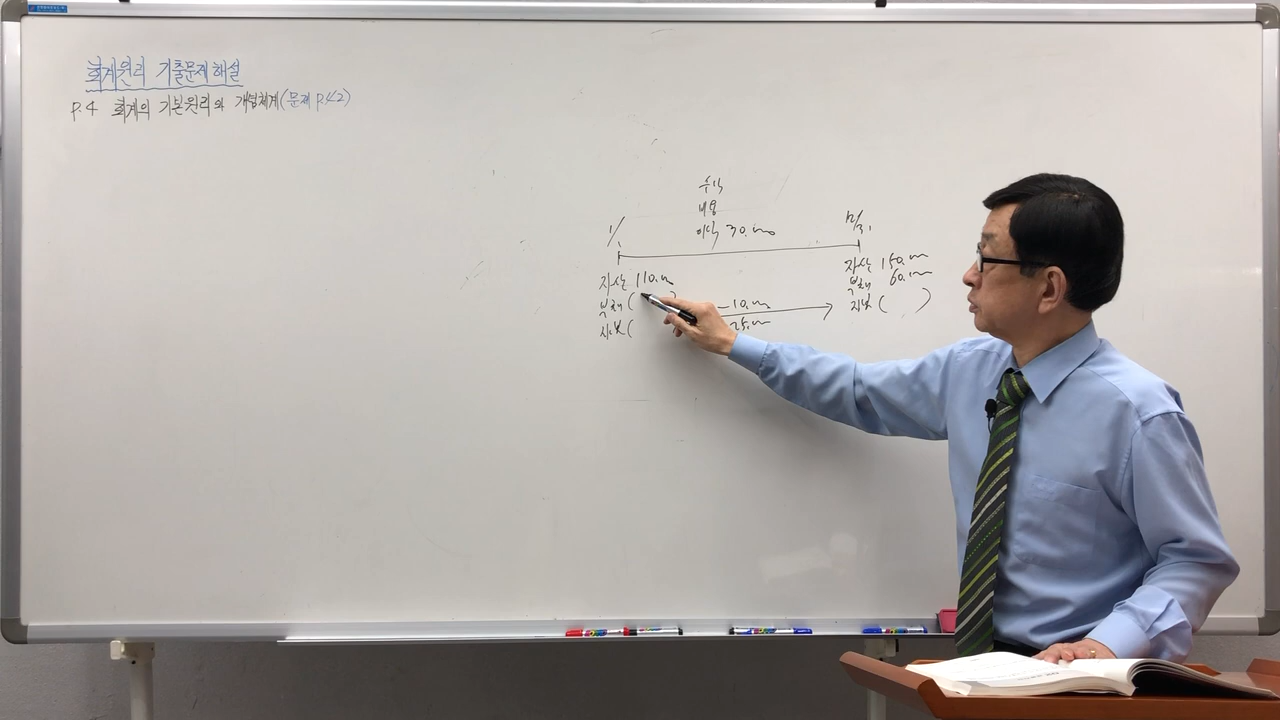 회계원리 기출문제 해설
P.4 회계의 기본원리와 개념체계(문제 P.42)
수익
비용
이익 30.000
1/1
12/31
자산 110.000
부채 (      )
자본 (
-10.000
25.000
자산 150.000
부채 60.000
자본 (      )